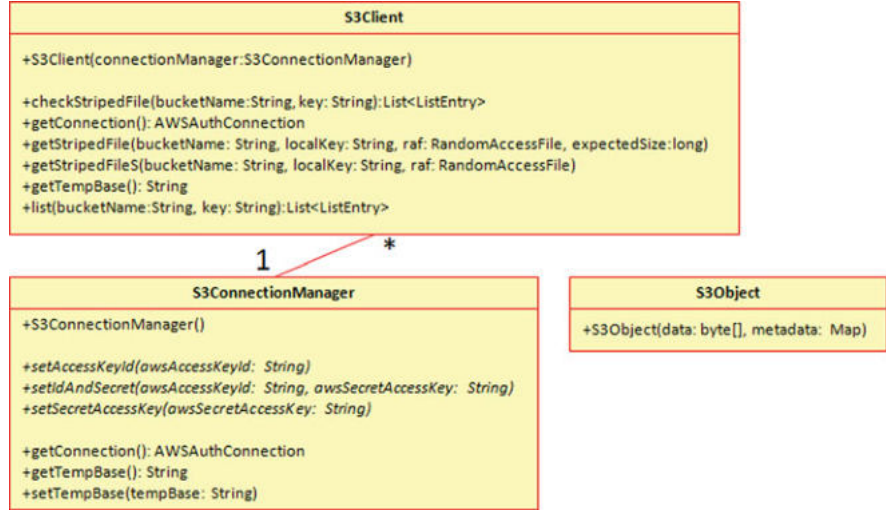 S3Client
+S3Client(connectionManager:S3ConnectionManager)
+checkStripedFile(bucketName:String, key: String):List<ListEntry>
+getConnection(): AWSAuthConnection
+getStripedFile(bucketName: String, localKey: String, raf: RandomAccessFile, expectedSize:long)
+getStripedFileS(bucketName: String, localKey: String, raf: RandomAccessFile)
+getTempBase(): String
+list(bucketName:String, key: String):List<ListEntry>
1
*
S3ConnectionManager
+S3ConnectionManager()
+setAccessKeyId(awsAccessKeyId: String)
+setIdAndSecret(awsAccessKeyId: String, awsSecretAccessKey: String)
+setSecretAccessKey(awsSecretAccessKey: String)
+getConnection(): AWSAuthConnection
+getTempBase(): String
+setTempBase(tempBase: String)
S3Object
+S3Object(data: byte[], metadata: Map)